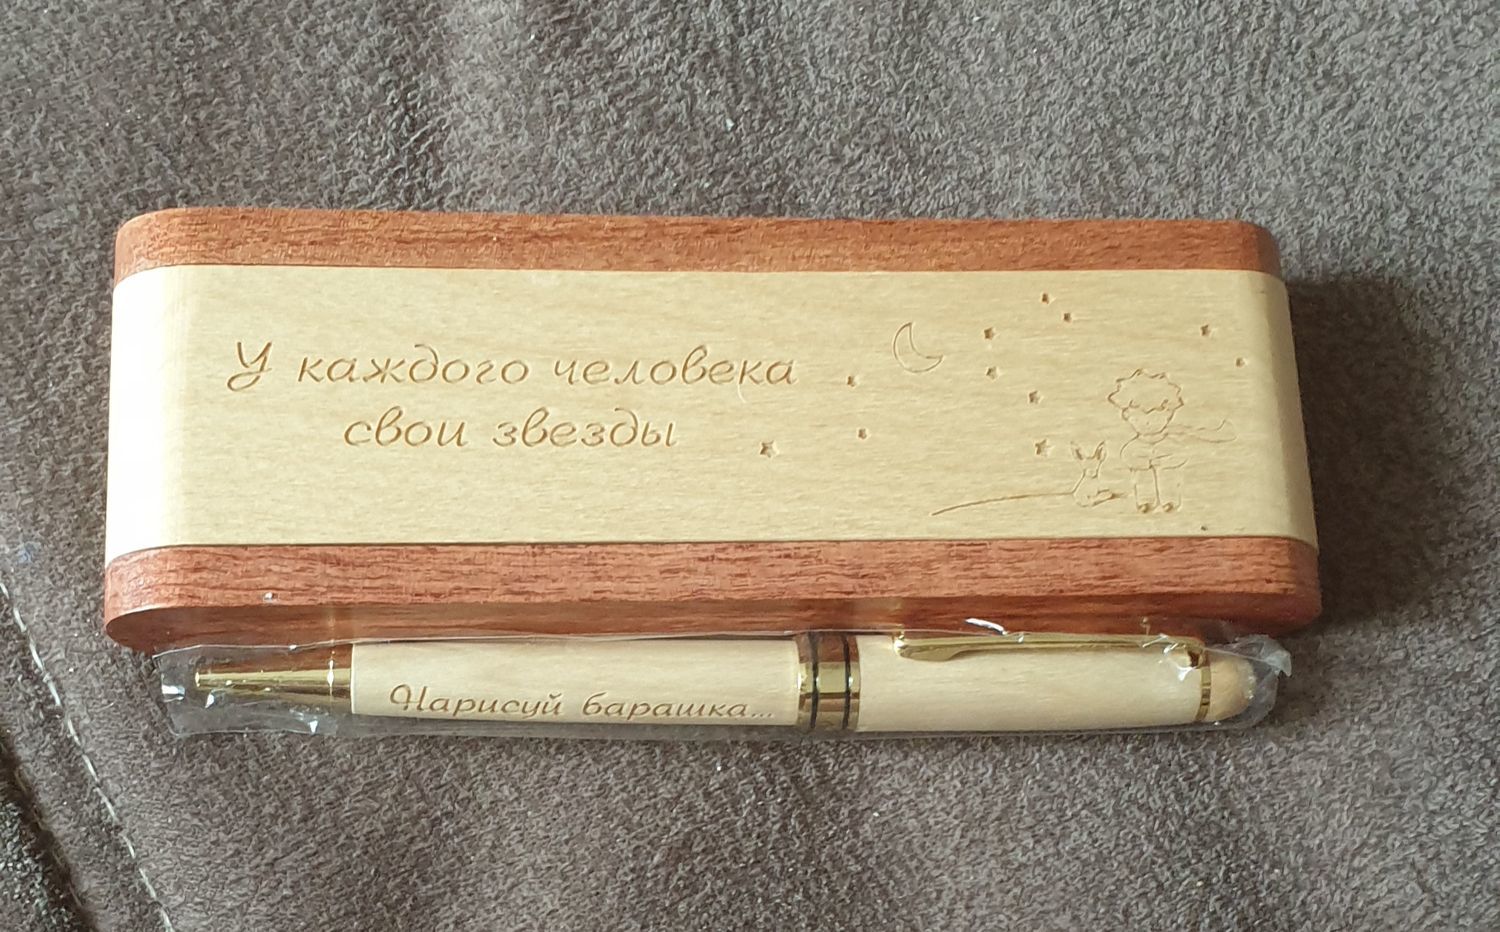 У каждого человека
свои звезды
Нарисуй барашка...